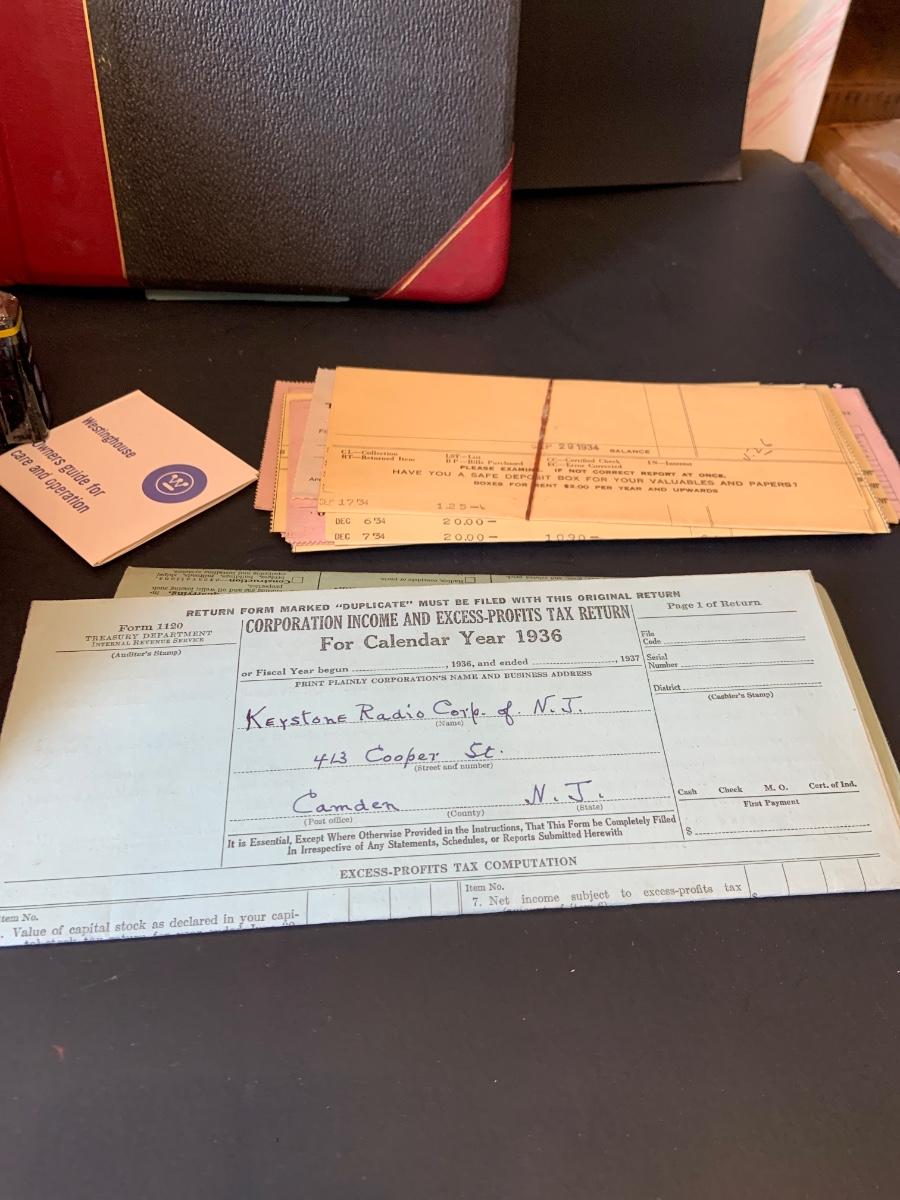 Westinghouse
owners guide for
care and operation
W
P 29 1934 BALANCE
CL—Collection LST—List CC—Certified Check
RT—Returned Item BP—Bills Purchased EC—Error Corrected IN—Interest
PLEASE EXAMINE IF NOT CORRECT REPORT AT ONCE.
HAVE YOU A SAFE DEPOSIT BOX FOR YOUR VALUABLES AND PAPERS?
BOXES FOR RENT $3.00 PER YEAR AND UPWARDS
SEP 17'34 1.25
DEC 6'34 20.00—
DEC 7'34 20.00—
Construction
RETURN FORM MARKED "DUPLICATE" MUST BE FILED WITH THIS ORIGINAL RETURN
Form 1120
TREASURY DEPARTMENT
INTERNAL REVENUE SERVICE
(Auditor's Stamp)
CORPORATION INCOME AND EXCESS-PROFITS TAX RETURN
For Calendar Year 1936
or Fiscal Year begun , 1936, and ended , 1937
PRINT PLAINLY CORPORATION'S NAME AND BUSINESS ADDRESS
Keystone Radio Corp. of N.J.
(Name)
413 Cooper St.
(Street and number)
Camden N.J.
(Post office) (County) (State)
It is Essential, Except Where Otherwise Provided in the Instructions, That This Form be Completely Filled
In Irrespective of Any Statements, Schedules, or Reports Submitted Herewith
Page 1 of Return
File
Code
Serial
Number
District
(Cashier's Stamp)
Cash Check M. O. Cert. of Ind.
First Payment
$
EXCESS-PROFITS TAX COMPUTATION
Item No.
Value of capital stock as declared in your capi-
Item No.
7. Net income subject to excess-profits tax
$